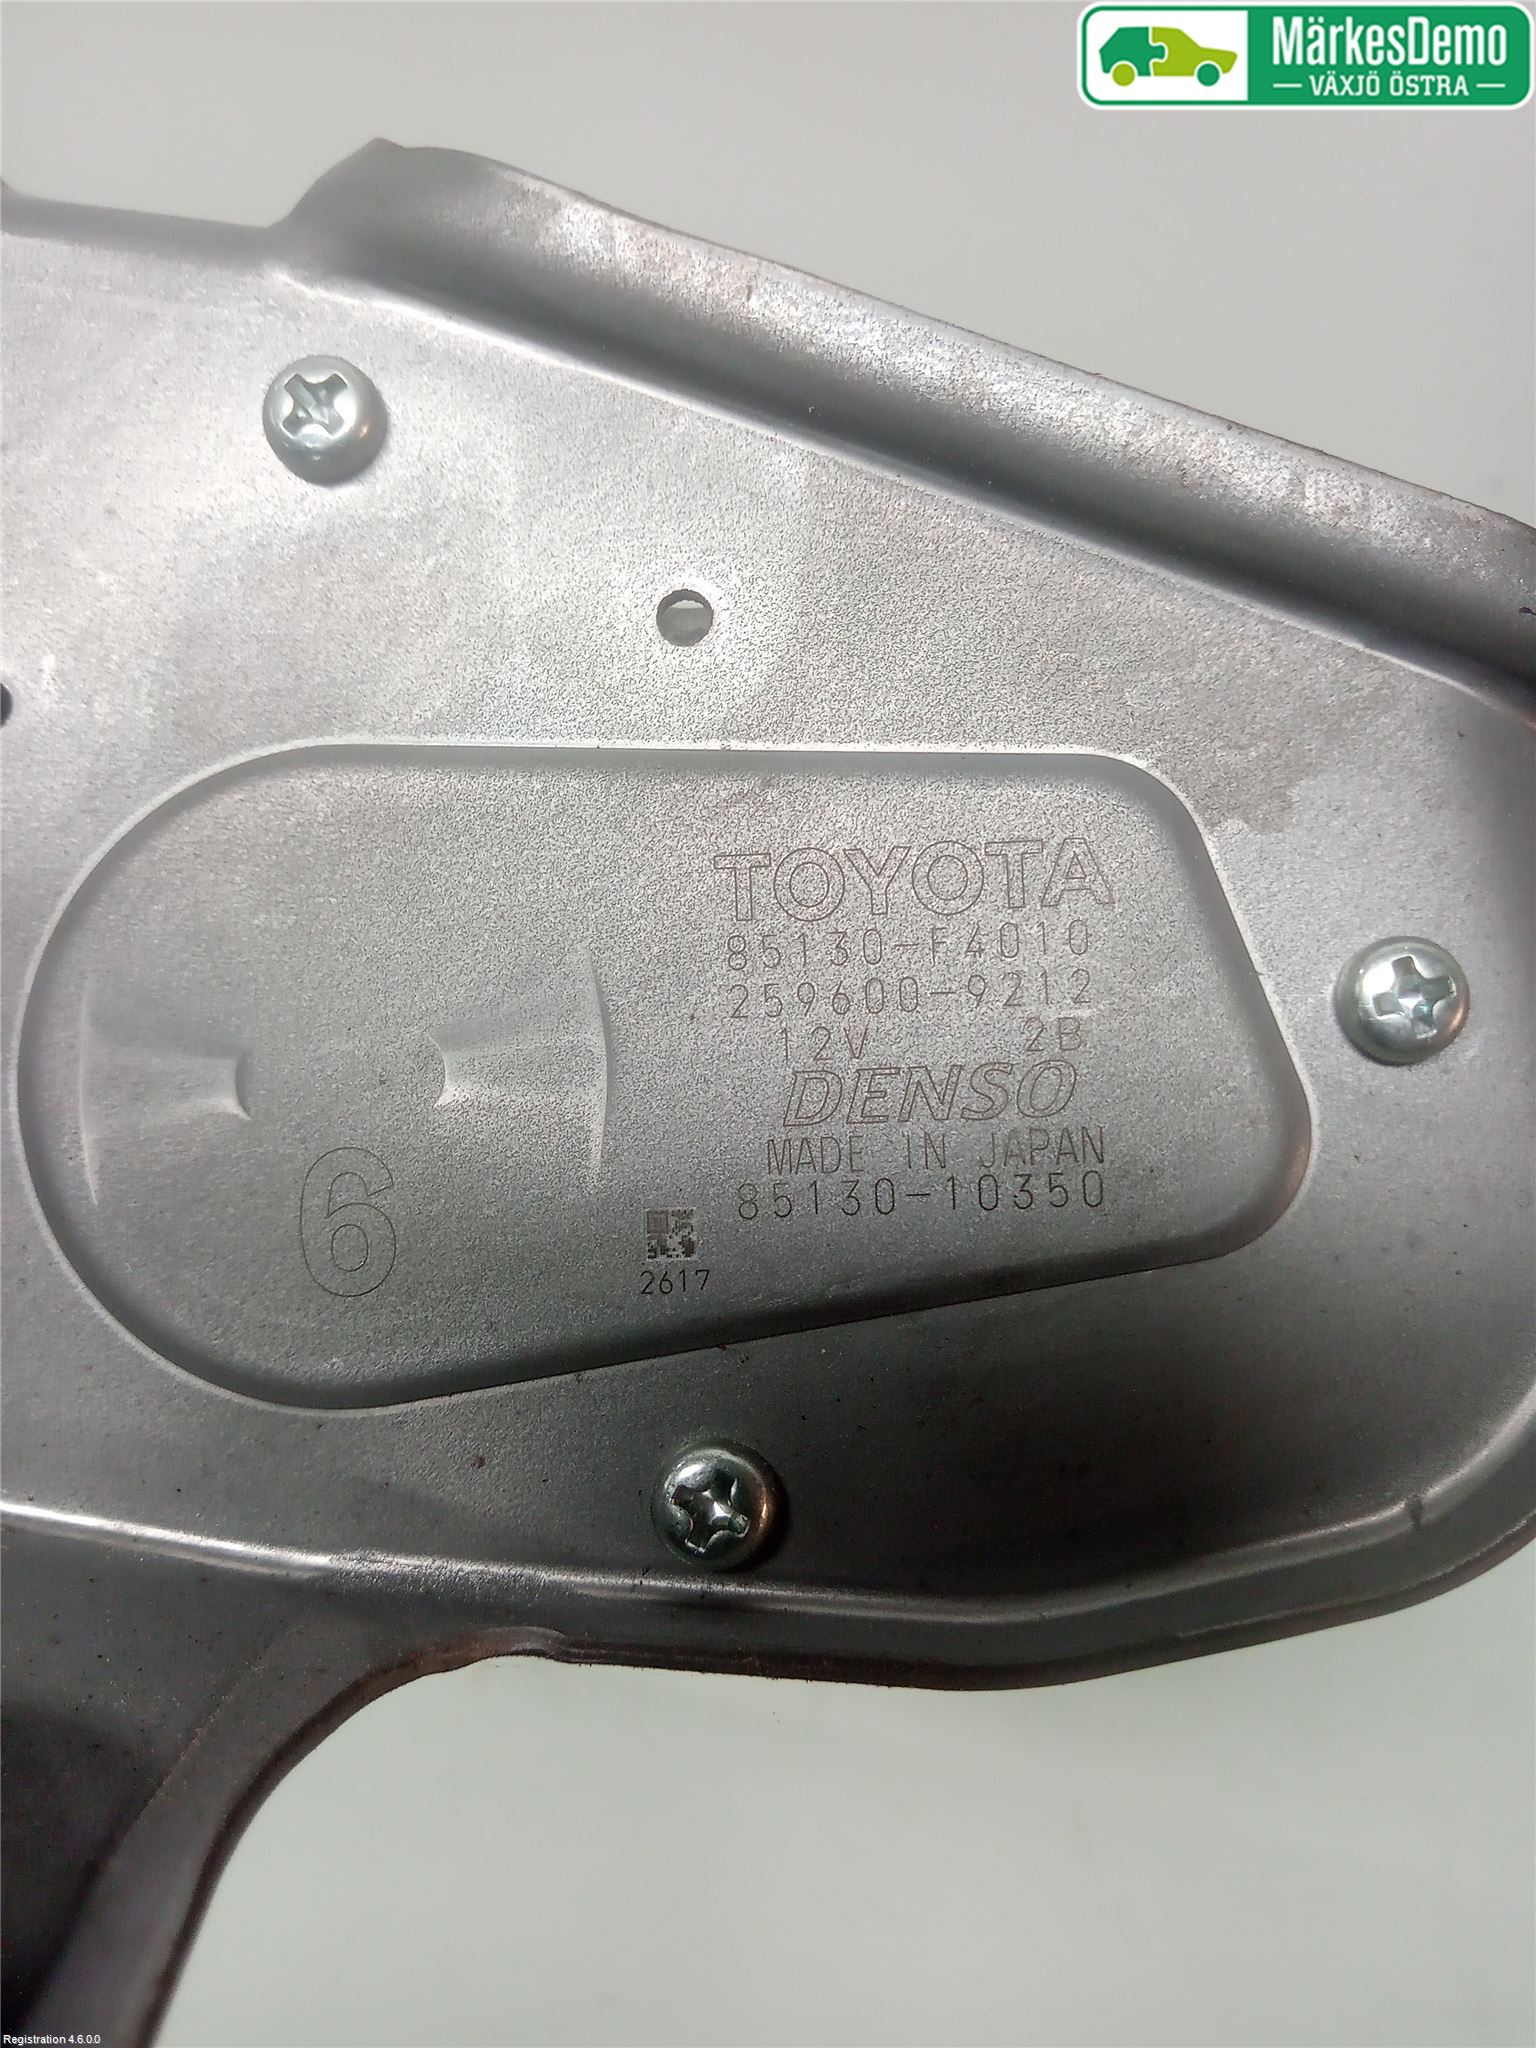 MärkesDemo
VÄXJÖ ÖSTRA
TOYOTA
85130-F4010
259600-9212
12V 2B
DENSO
MADE IN JAPAN
85130-10350
6
2617
Registration 4.6.0.0